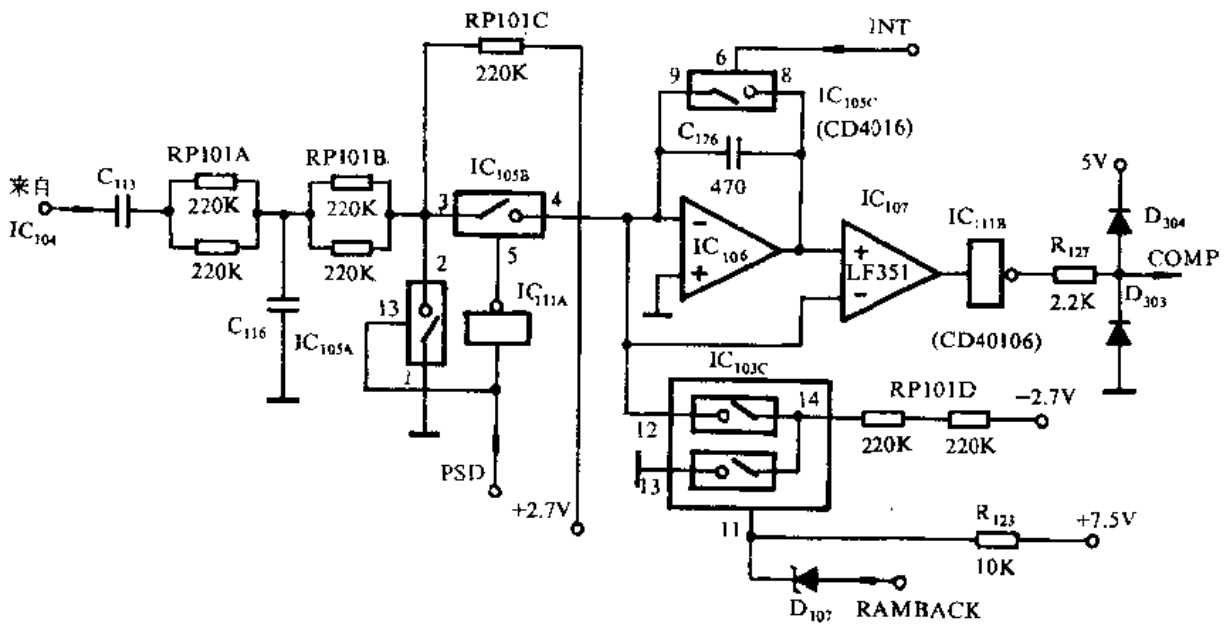 RP101C
220K
INT
6
9
8
IC105C
(CD4016)
C126
470
RP101A
RP101B
IC105B
来自
C113
IC104
220K
220K
3
4
220K
220K
5
2
IC111A
13
C116
IC105A
1
PSD
+2.7V
IC106
−
+
IC107
+
LF351
−
IC111B
(CD40106)
5V
D304
R127
COMP
2.2K
D303
IC103C
14
RP101D
−2.7V
12
220K
220K
13
11
R123
+7.5V
10K
D107
RAMBACK